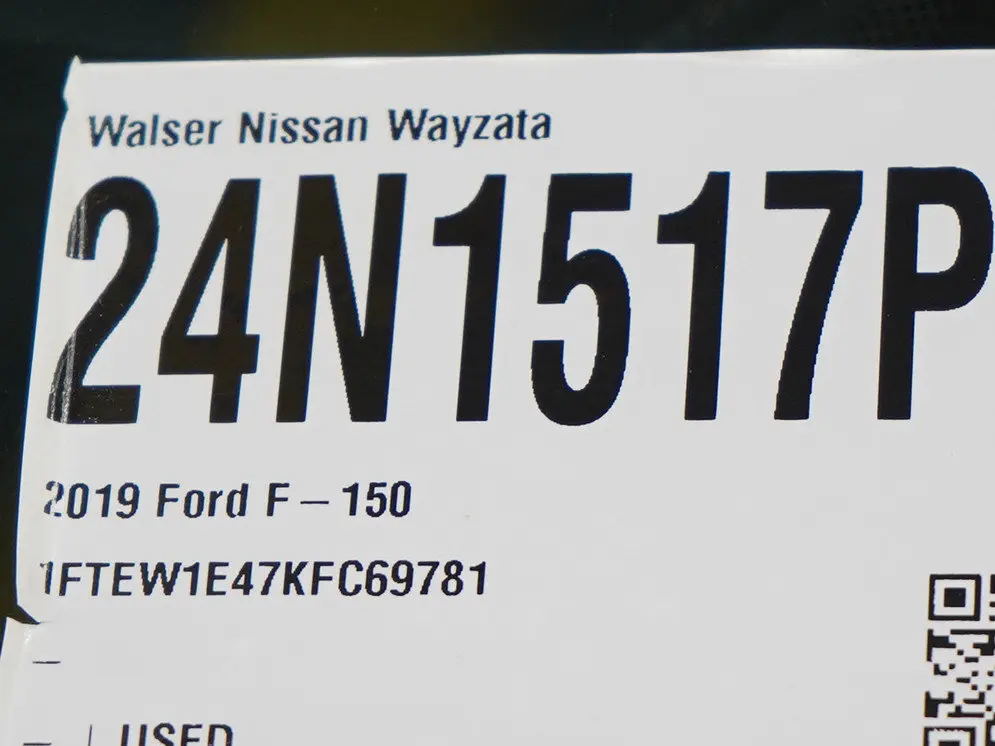 Walser Nissan Wayzata
24N1517P
2019 Ford F – 150
1FTEW1E47KFC69781
–
– | USED